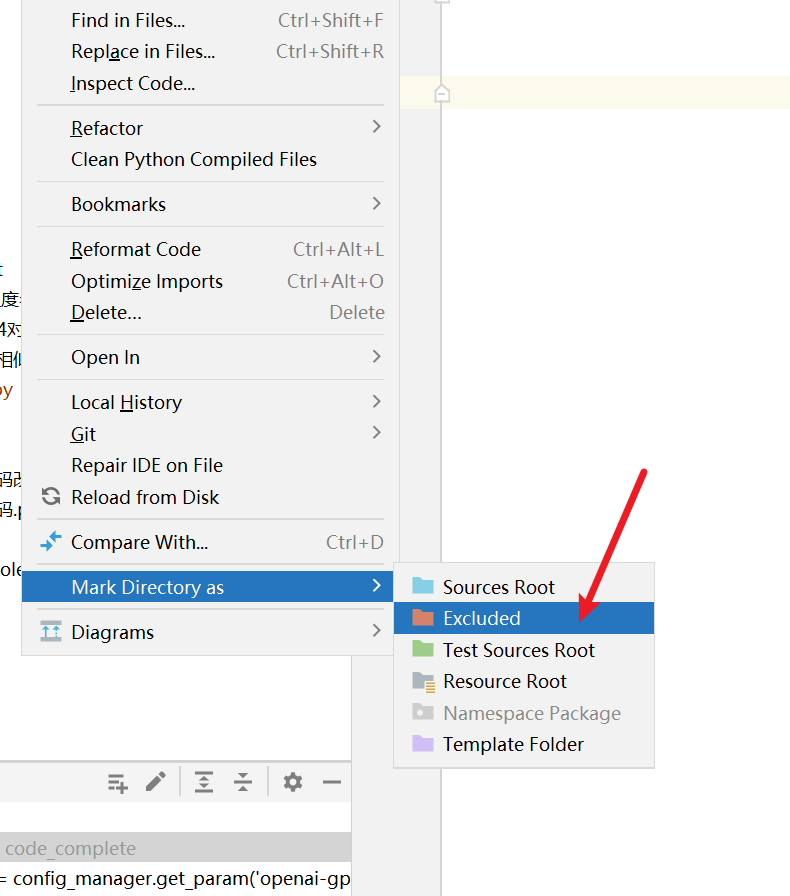 Find in Files... Ctrl+Shift+F
Replace in Files... Ctrl+Shift+R
Inspect Code...
Refactor
Clean Python Compiled Files
Bookmarks
Reformat Code Ctrl+Alt+L
Optimize Imports Ctrl+Alt+O
Delete... Delete
Open In
Local History
Git
Repair IDE on File
Reload from Disk
Compare With... Ctrl+D
Mark Directory as
Diagrams
Sources Root
Excluded
Test Sources Root
Resource Root
Namespace Package
Template Folder
t
度
4对
相似
py
码改
码.p
ole
code_complete
= config_manager.get_param('openai-gp